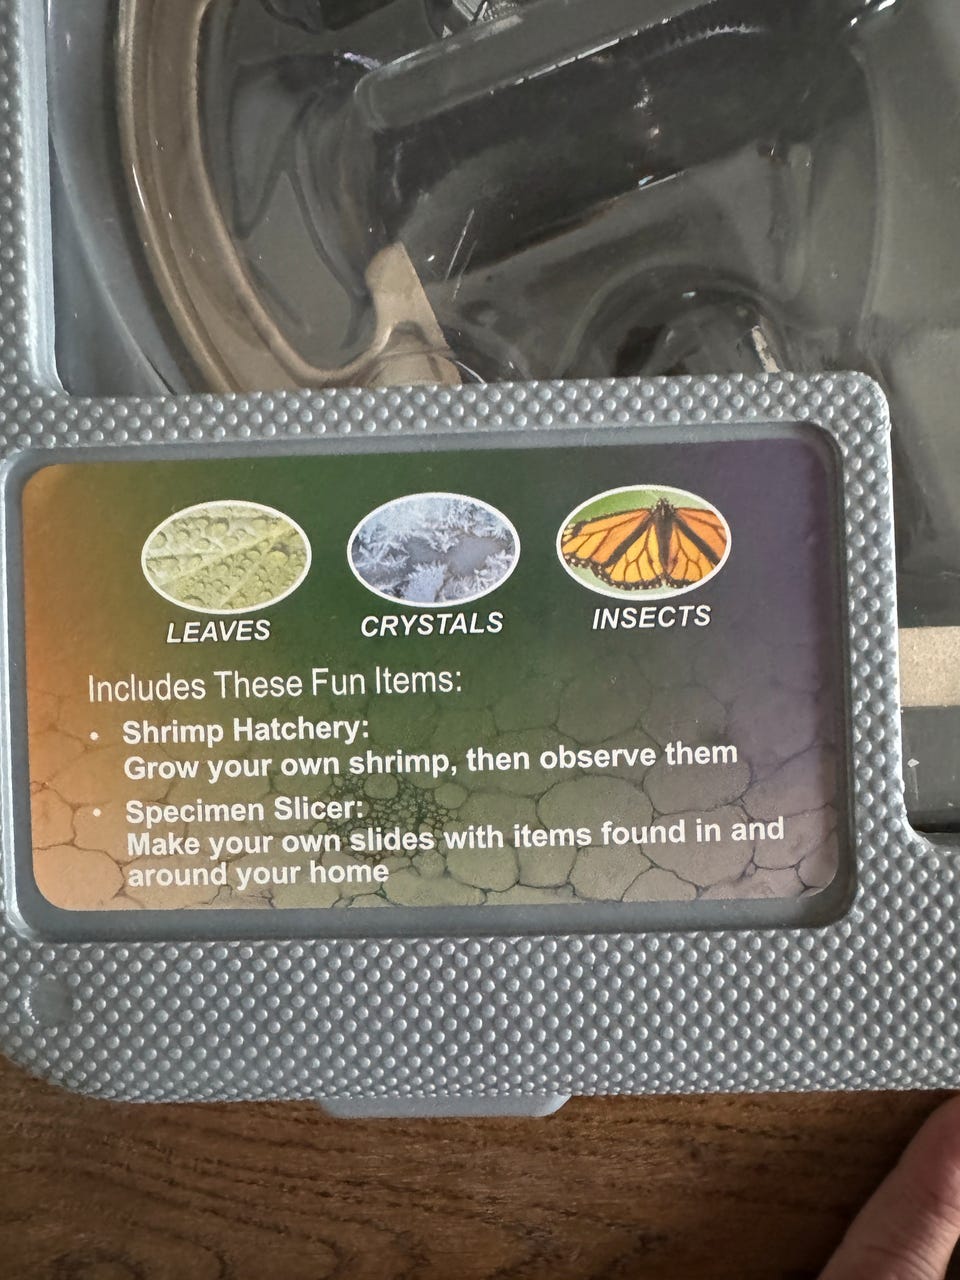 LEAVES
CRYSTALS
INSECTS
Includes These Fun Items:
• Shrimp Hatchery:
Grow your own shrimp, then observe them
• Specimen Slicer:
Make your own slides with items found in and
around your home